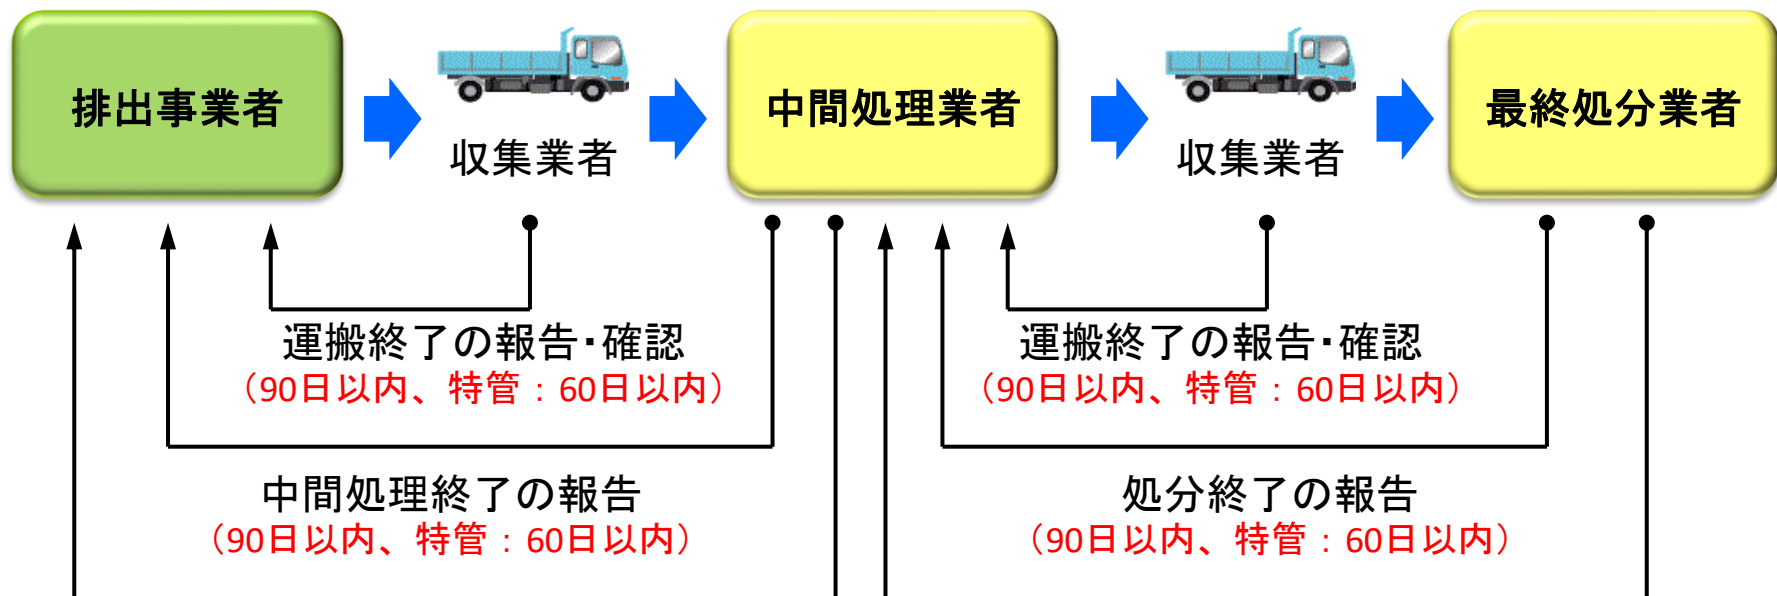 排出事業者
収集業者
中間処理業者
収集業者
最終処分業者
運搬終了の報告・確認
（90日以内、特管：60日以内）
運搬終了の報告・確認
（90日以内、特管：60日以内）
中間処理終了の報告
（90日以内、特管：60日以内）
処分終了の報告
（90日以内、特管：60日以内）